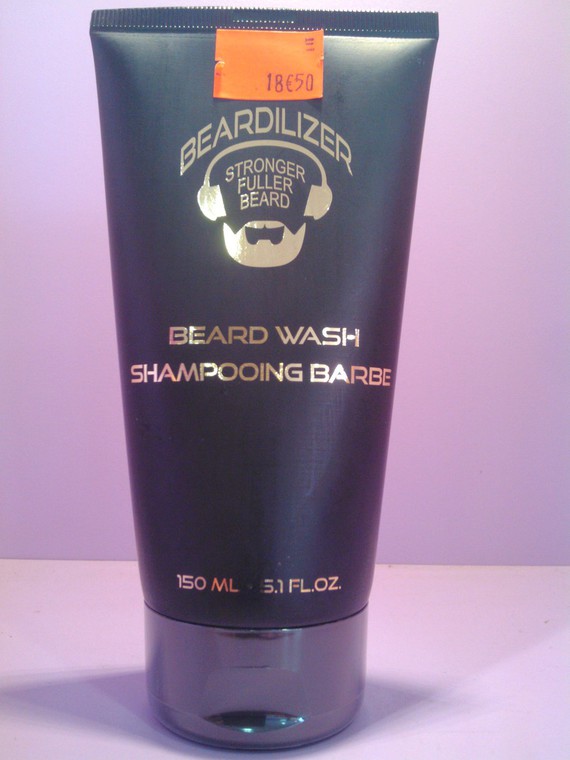 18€50
BEARDILIZER
STRONGER
FULLER
BEARD
BEARD WASH
SHAMPOOING BARBE
150 ML - 5.1 FL.OZ.